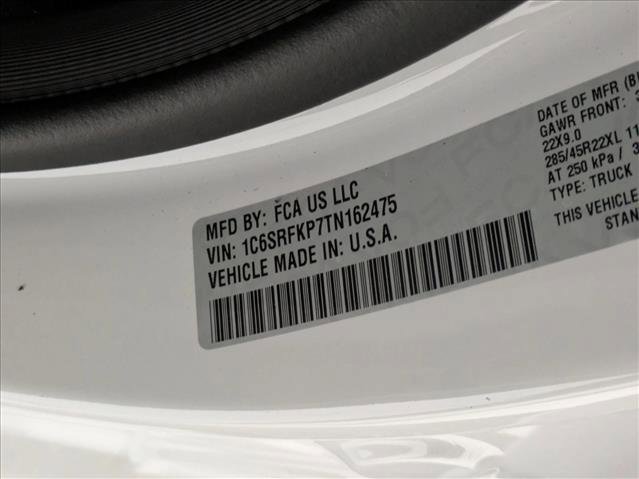 MFD BY: FCA US LLC
VIN: 1C6SRFKP7TN162475
VEHICLE MADE IN: U.S.A.
DATE OF MFR
GAWR FRONT:
22X9.0
285/45R22XL
AT 250 kPa /
TYPE: TRUCK
THIS VEHICLE